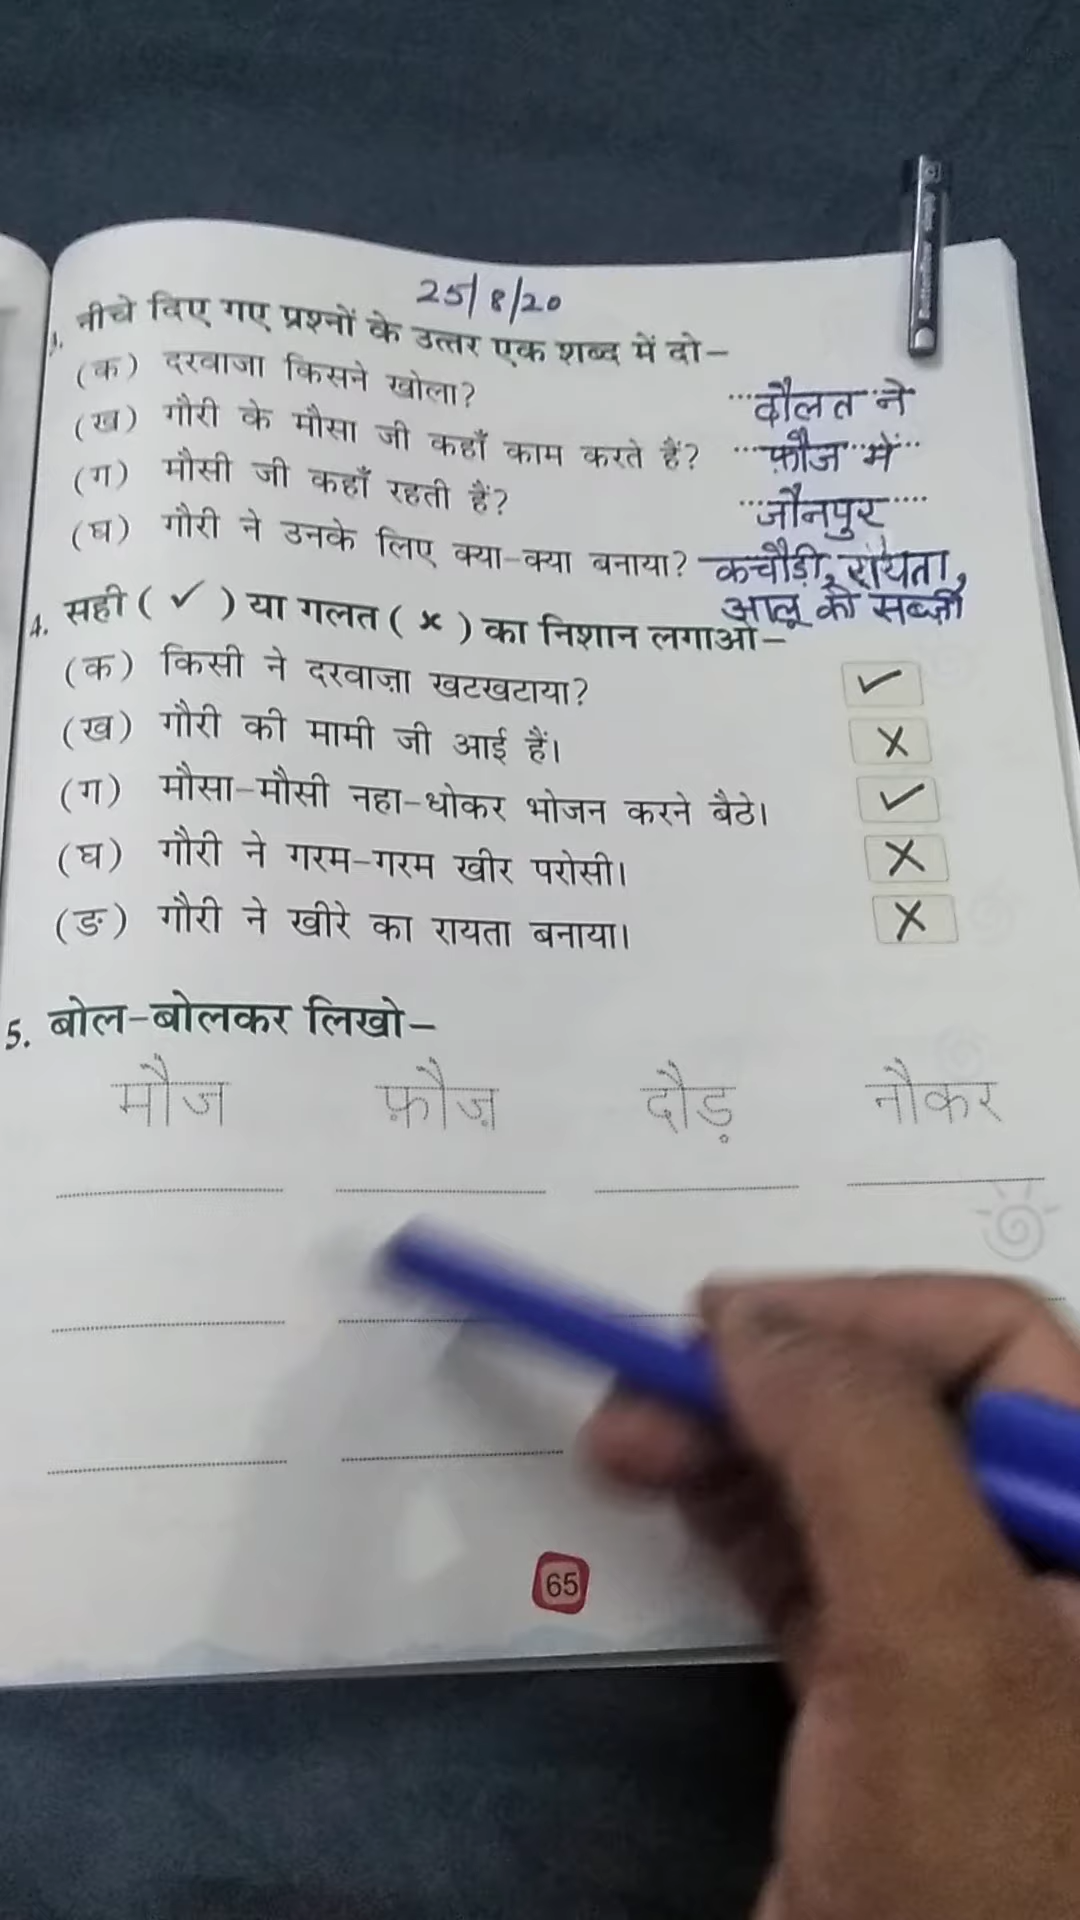 25/8/20
3. नीचे दिए गए प्रश्नों के उत्तर एक शब्द में दो–
(क) दरवाजा किसने खोला? दौलत ने
(ख) गौरी के मौसा जी कहाँ काम करते हैं? फ़ौज में
(ग) मौसी जी कहाँ रहती हैं? जौनपुर
(घ) गौरी ने उनके लिए क्या-क्या बनाया? कचौड़ी, रायता,
आलू की सब्ज़ी
4. सही ( ✓ ) या गलत ( × ) का निशान लगाओ–
(क) किसी ने दरवाज़ा खटखटाया? ✓
(ख) गौरी की मामी जी आई हैं। ×
(ग) मौसा-मौसी नहा-धोकर भोजन करने बैठे। ✓
(घ) गौरी ने गरम-गरम खीर परोसी। ×
(ङ) गौरी ने खीरे का रायता बनाया। ×
5. बोल-बोलकर लिखो–
मौज फ़ौज़ दौड़ नौकर
65